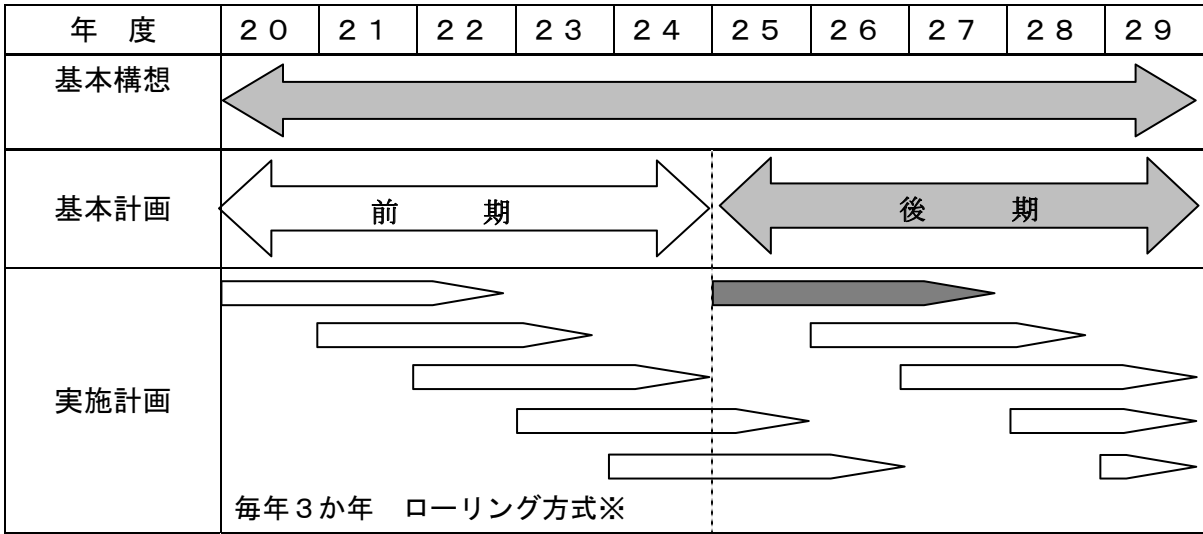 年　度 ２０ ２１ ２２ ２３ ２４ ２５ ２６ ２７ ２８ ２９
基本構想
基本計画 前　　期 後　　期
実施計画
毎年３か年　ローリング方式※